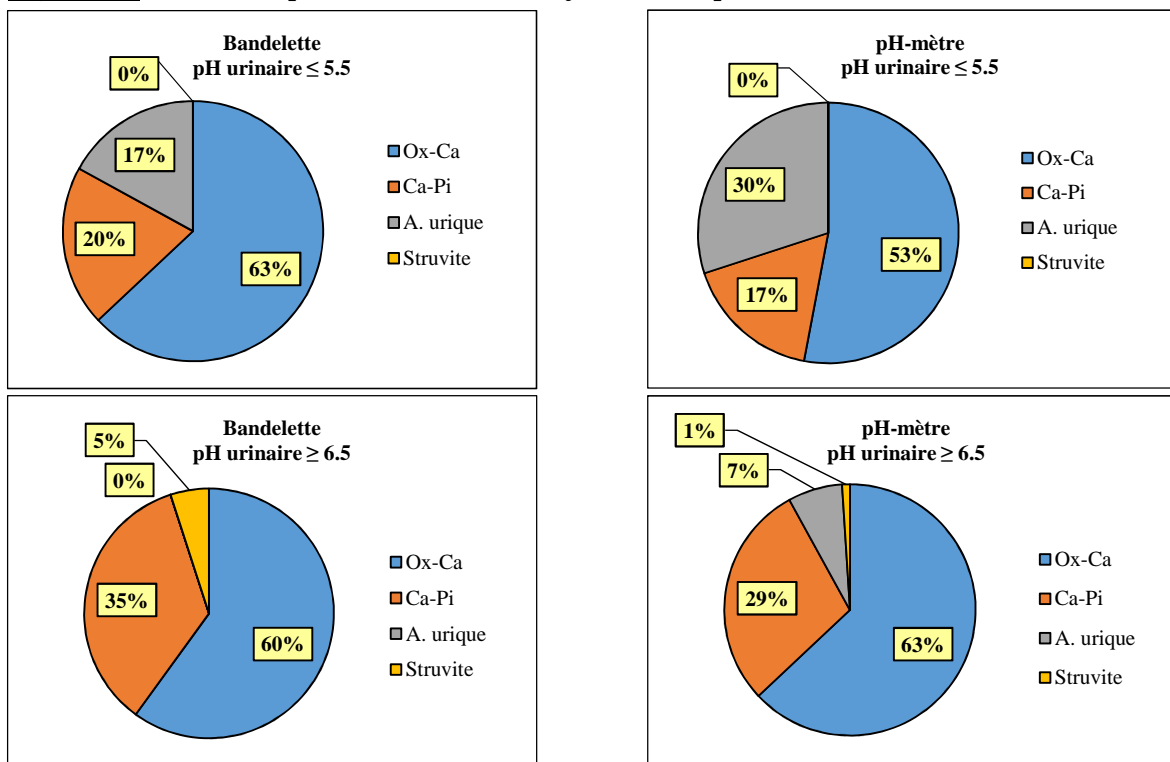 Bandelette
pH urinaire ≤ 5.5
0%
17%
20%
63%
Ox-Ca
Ca-Pi
A. urique
Struvite
pH-mètre
pH urinaire ≤ 5.5
0%
30%
17%
53%
Ox-Ca
Ca-Pi
A. urique
Struvite
Bandelette
pH urinaire ≥ 6.5
5%
0%
35%
60%
Ox-Ca
Ca-Pi
A. urique
Struvite
pH-mètre
pH urinaire ≥ 6.5
1%
7%
29%
63%
Ox-Ca
Ca-Pi
A. urique
Struvite